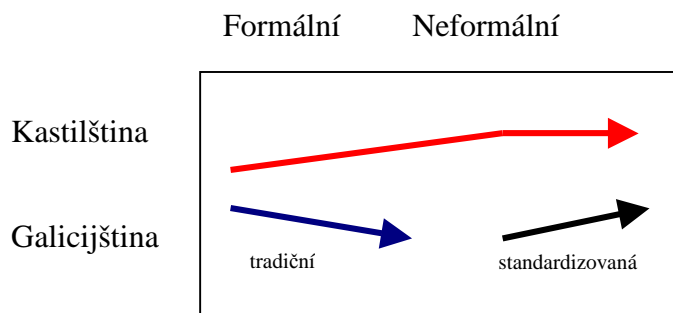 Formální Neformální
Kastilština
Galicijština
tradiční standardizovaná